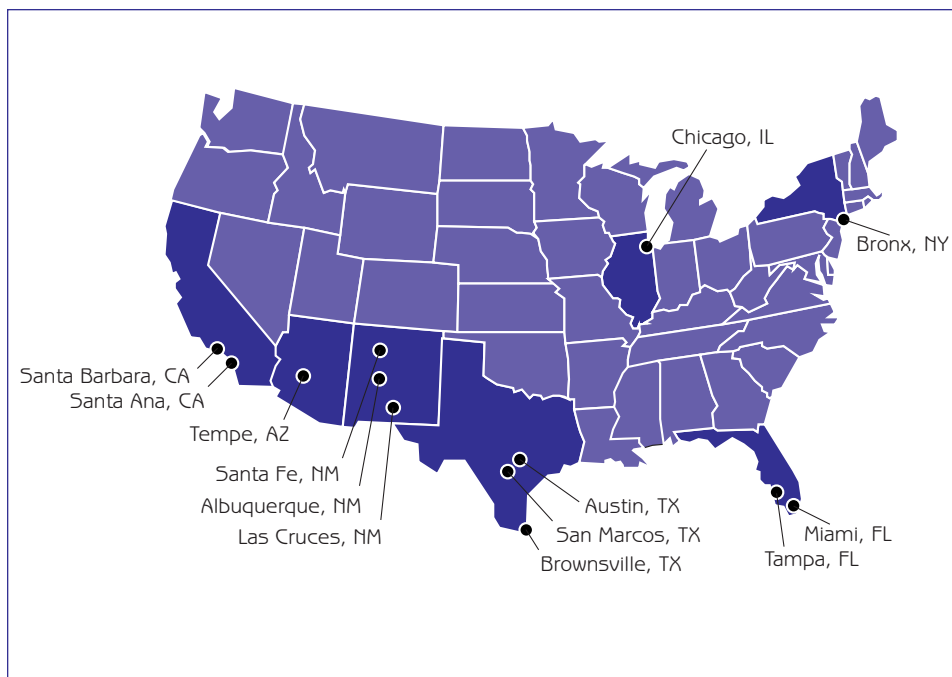 Chicago, IL
Bronx, NY
Santa Barbara, CA
Santa Ana, CA
Tempe, AZ
Santa Fe, NM
Albuquerque, NM
Las Cruces, NM
Austin, TX
San Marcos, TX
Brownsville, TX
Miami, FL
Tampa, FL